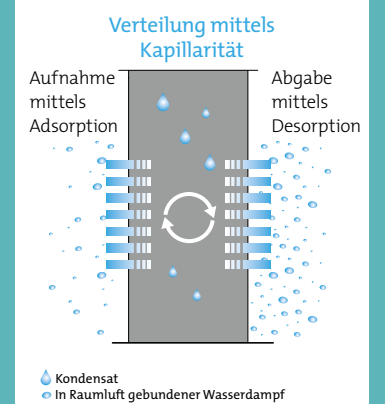 Verteilung mittels
Kapillarität
Aufnahme
mittels
Adsorption
Abgabe
mittels
Desorption
Kondensat
In Raumluft gebundener Wasserdampf